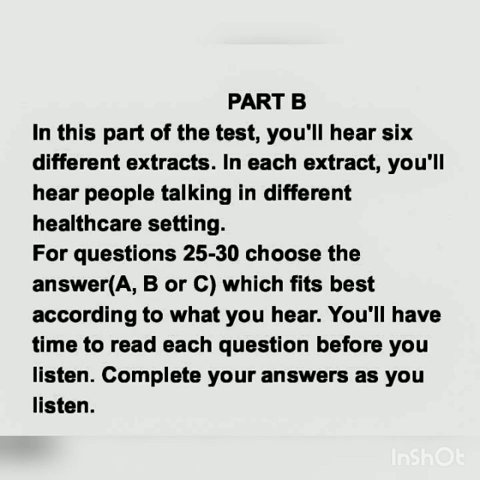 PART B
In this part of the test, you'll hear six
different extracts. In each extract, you'll
hear people talking in different
healthcare setting.
For questions 25-30 choose the
answer(A, B or C) which fits best
according to what you hear. You'll have
time to read each question before you
listen. Complete your answers as you
listen.
InShOt